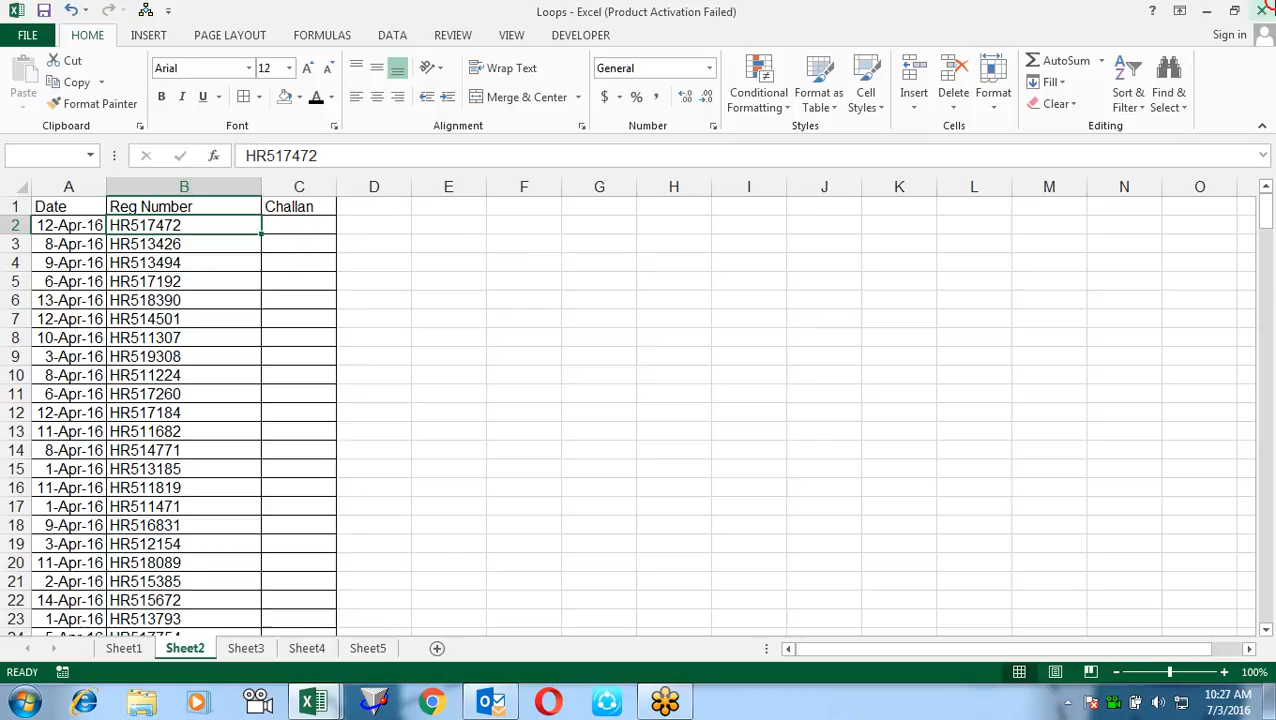 Loops - Excel (Product Activation Failed)
?
FILE HOME INSERT PAGE LAYOUT FORMULAS DATA REVIEW VIEW DEVELOPER Sign in
Paste
Cut
Copy
Format Painter
Clipboard
Arial 12
B I U
Font
Wrap Text
Merge & Center
Alignment
General
$ % ,
Number
Conditional Formatting
Format as Table
Cell Styles
Styles
Insert
Delete
Format
Cells
AutoSum
Fill
Clear
Sort & Filter
Find & Select
Editing
fx HR517472
A B C D E F G H I J K L M N O
1 Date Reg Number Challan
2 12-Apr-16 HR517472
3 8-Apr-16 HR513426
4 9-Apr-16 HR513494
5 6-Apr-16 HR517192
6 13-Apr-16 HR518390
7 12-Apr-16 HR514501
8 10-Apr-16 HR511307
9 3-Apr-16 HR519308
10 8-Apr-16 HR511224
11 6-Apr-16 HR517260
12 12-Apr-16 HR517184
13 11-Apr-16 HR511682
14 8-Apr-16 HR514771
15 1-Apr-16 HR513185
16 11-Apr-16 HR511819
17 1-Apr-16 HR511471
18 9-Apr-16 HR516831
19 3-Apr-16 HR512154
20 11-Apr-16 HR518089
21 2-Apr-16 HR515385
22 14-Apr-16 HR515672
23 1-Apr-16 HR513793
Sheet1 Sheet2 Sheet3 Sheet4 Sheet5
READY 100%
10:27 AM
7/3/2016